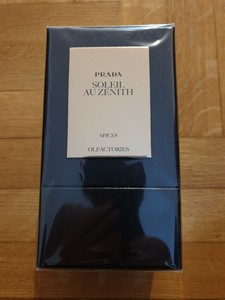 PRADA
SOLEIL
AU ZENITH
SPICES
OLFACTORIES